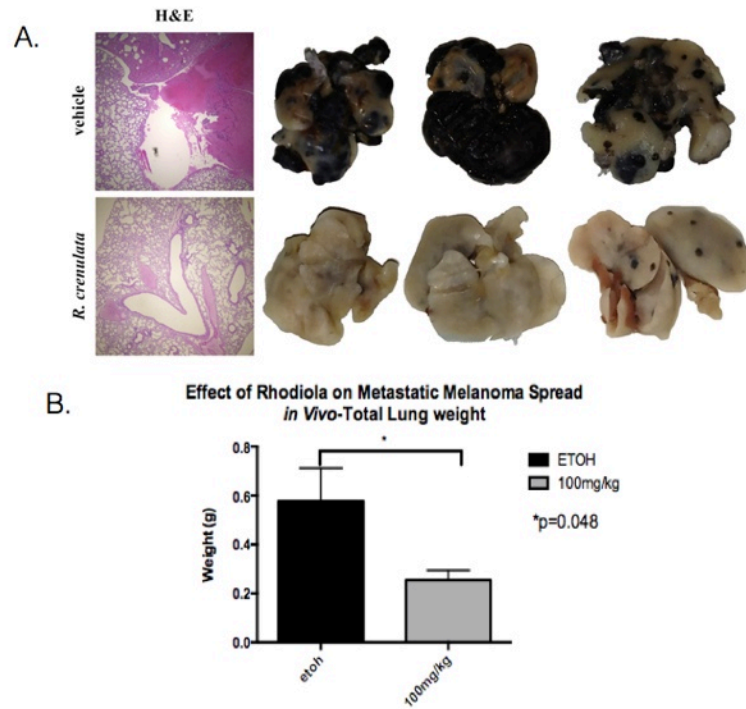 A.
H&E
vehicle
R. crenulata
B.
Effect of Rhodiola on Metastatic Melanoma Spread
in Vivo-Total Lung weight
*
ETOH
100mg/kg
*p=0.048
Weight (g)
0.8
0.6
0.4
0.2
0.0
etoh
100mg/kg